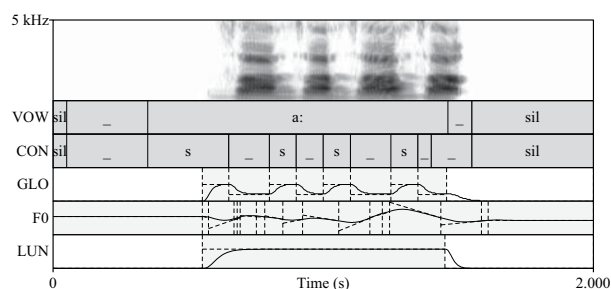 5 kHz
VOW sil _ a: _ sil
CON sil _ s _ s _ s _ s _ _ sil
GLO
F0
LUN
0 Time (s) 2.000